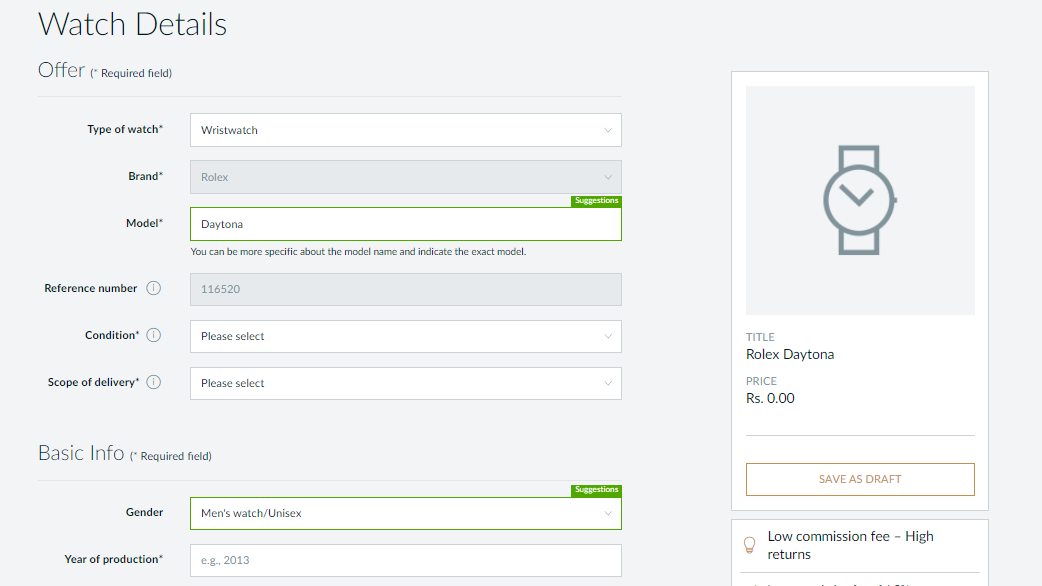 Watch Details
Offer (* Required field)
Type of watch* Wristwatch
Brand* Rolex
Suggestions
Model* Daytona
You can be more specific about the model name and indicate the exact model.
Reference number 116520
Condition* Please select
Scope of delivery* Please select
Basic Info (* Required field)
Suggestions
Gender Men's watch/Unisex
Year of production* e.g., 2013
TITLE
Rolex Daytona
PRICE
Rs. 0.00
SAVE AS DRAFT
Low commission fee – High
returns